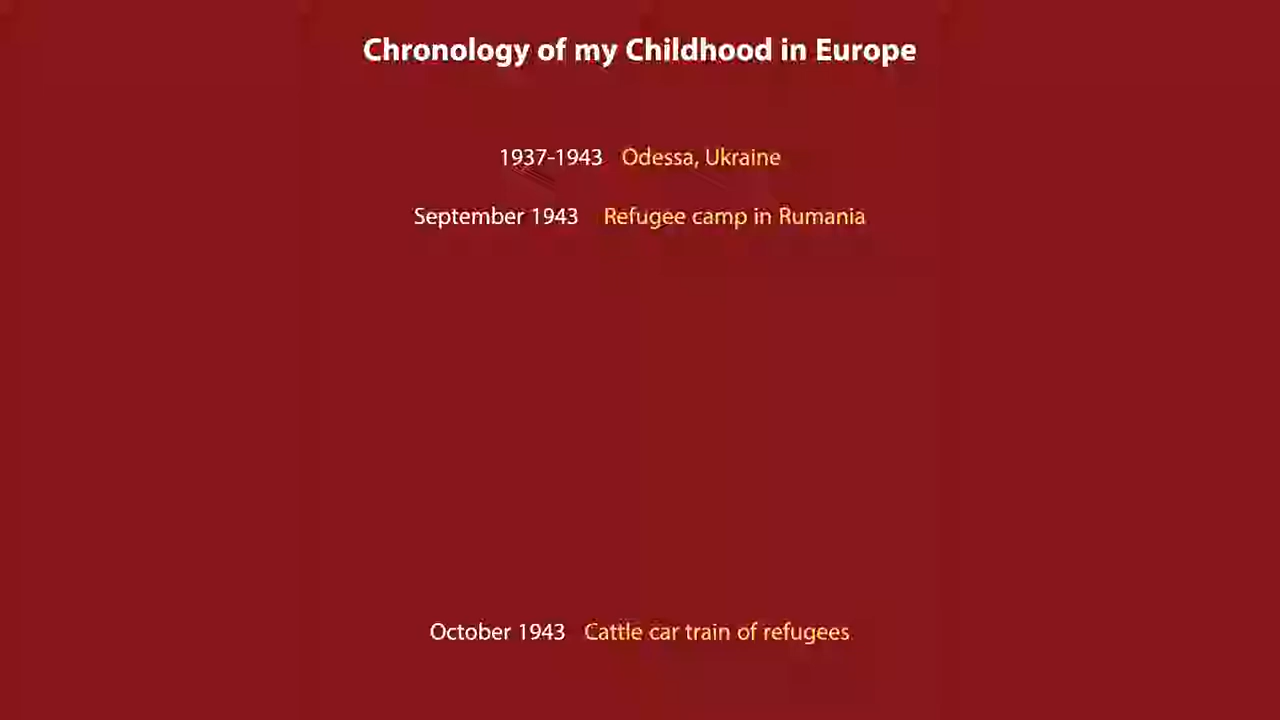 Chronology of my Childhood in Europe
1937-1943 Odessa, Ukraine
September 1943 Refugee camp in Rumania
October 1943 Cattle car train of refugees